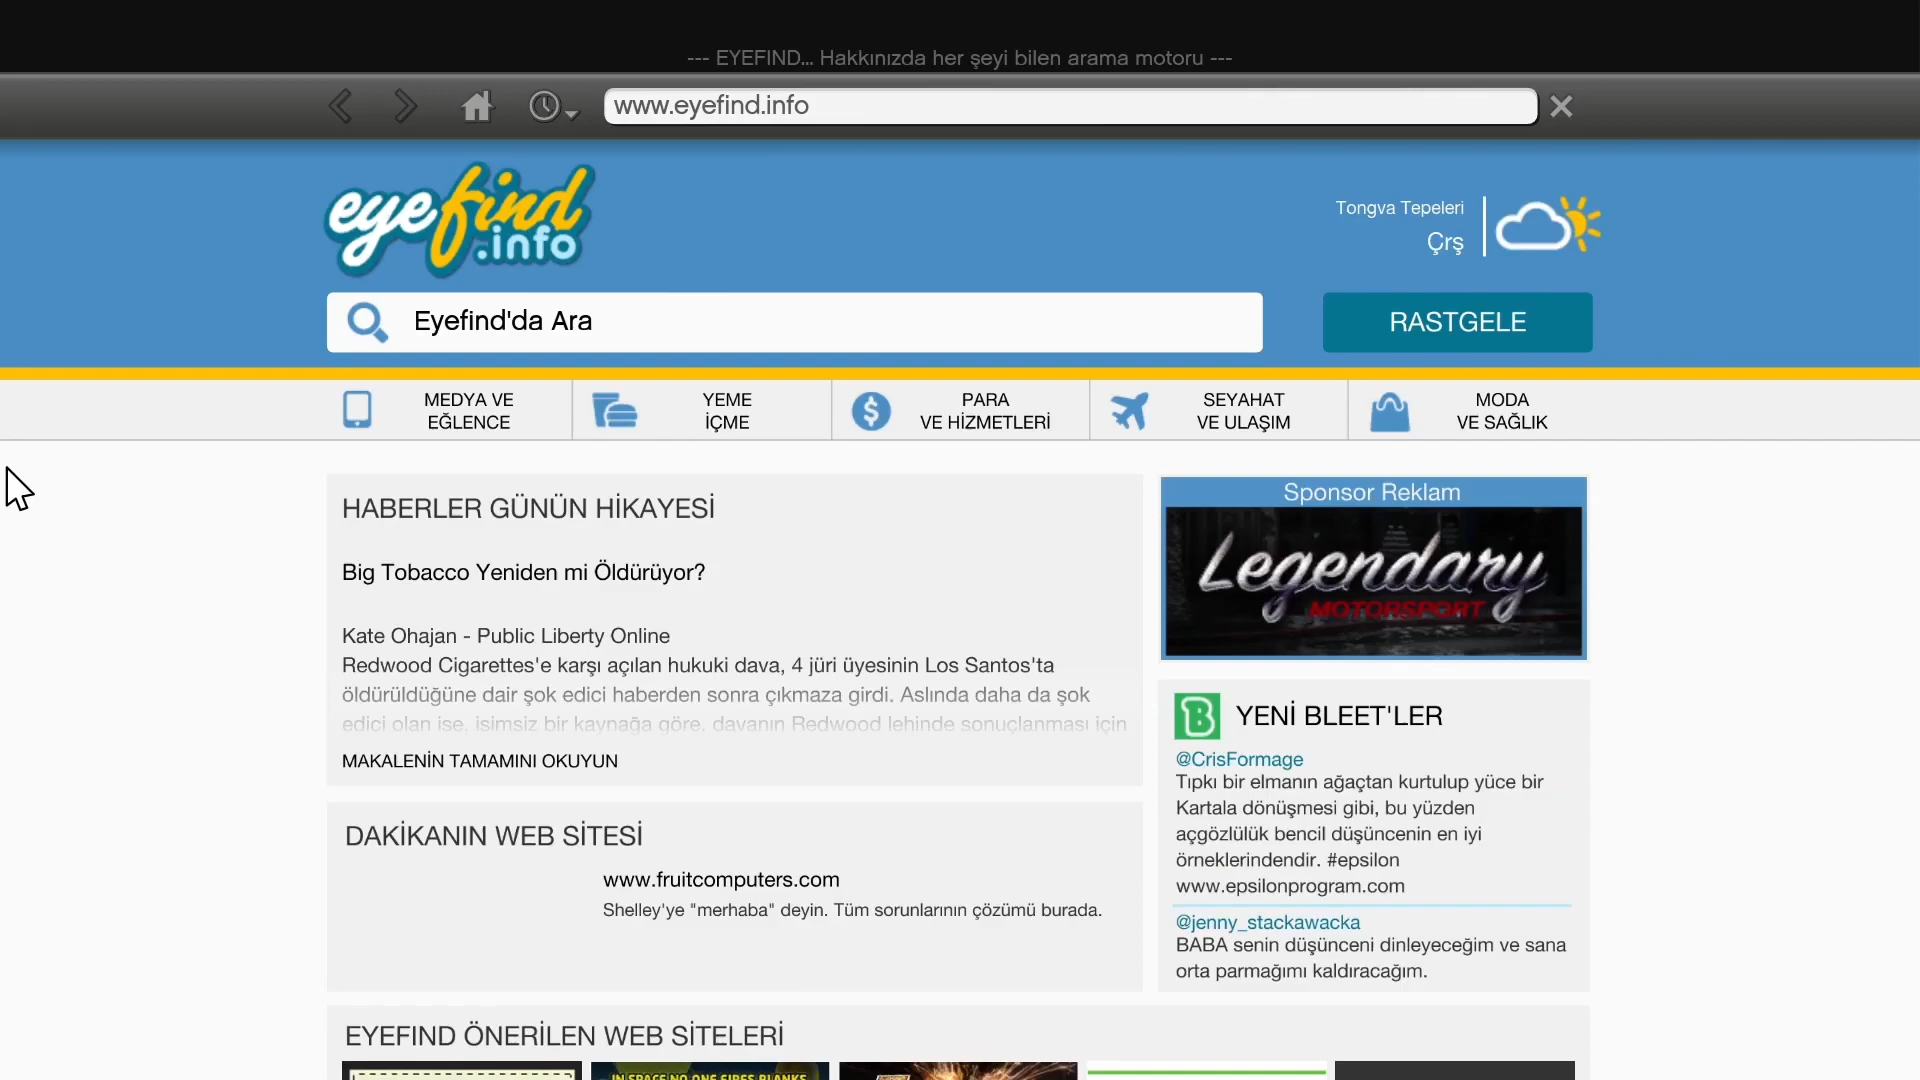 --- EYEFIND... Hakkınızda her şeyi bilen arama motoru ---
www.eyefind.info
eyefind
.info
Tongva Tepeleri
Çrş
Eyefind'da Ara
RASTGELE
MEDYA VE
EĞLENCE
YEME
İÇME
PARA
VE HİZMETLERİ
SEYAHAT
VE ULAŞIM
MODA
VE SAĞLIK
HABERLER GÜNÜN HİKAYESİ
Big Tobacco Yeniden mi Öldürüyor?
Kate Ohajan - Public Liberty Online
Redwood Cigarettes'e karşı açılan hukuki dava, 4 jüri üyesinin Los Santos'ta
öldürüldüğüne dair şok edici haberden sonra çıkmaza girdi. Aslında daha da şok
edici olan ise, isimsiz bir kaynağa göre, davanın Redwood lehinde sonuçlanması için
MAKALENİN TAMAMINI OKUYUN
DAKİKANIN WEB SİTESİ
www.fruitcomputers.com
Shelley'ye "merhaba" deyin. Tüm sorunlarının çözümü burada.
Sponsor Reklam
Legendary
MOTORSPORT
YENİ BLEET'LER
@CrisFormage
Tıpkı bir elmanın ağaçtan kurtulup yüce bir
Kartala dönüşmesi gibi, bu yüzden
açgözlülük bencil düşüncenin en iyi
örneklerindendir. #epsilon
www.epsilonprogram.com
@jenny_stackawacka
BABA senin düşünceni dinleyeceğim ve sana
orta parmağımı kaldıracağım.
EYEFIND ÖNERİLEN WEB SİTELERİ
IN SPACE NO ONE FIRES BLANKS